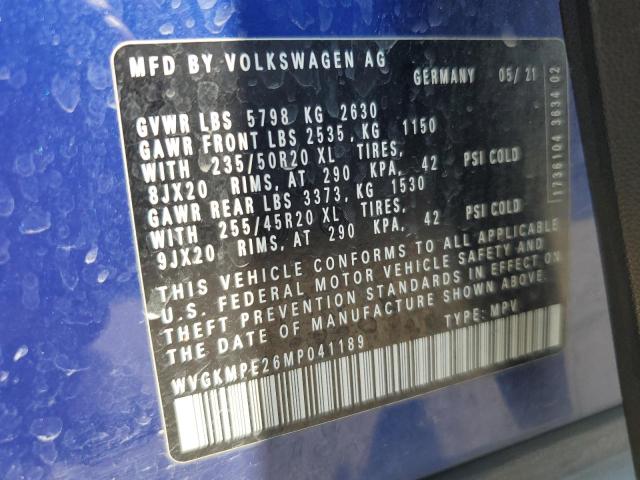 MFD BY VOLKSWAGEN AG
GERMANY 05/21
GVWR LBS 5798 KG 2630
GAWR FRONT LBS 2535, KG 1150
WITH 235/50R20 XL TIRES,
8JX20 RIMS, AT 290 KPA, 42 PSI COLD
GAWR REAR LBS 3373, KG 1530
WITH 255/45R20 XL TIRES,
9JX20 RIMS, AT 290 KPA, 42 PSI COLD
THIS VEHICLE CONFORMS TO ALL APPLICABLE
U.S. FEDERAL MOTOR VEHICLE SAFETY AND
THEFT PREVENTION STANDARDS IN EFFECT ON
THE DATE OF MANUFACTURE SHOWN ABOVE.
WVGKMPE26MP041189 TYPE: MPV
1736104 3634 02